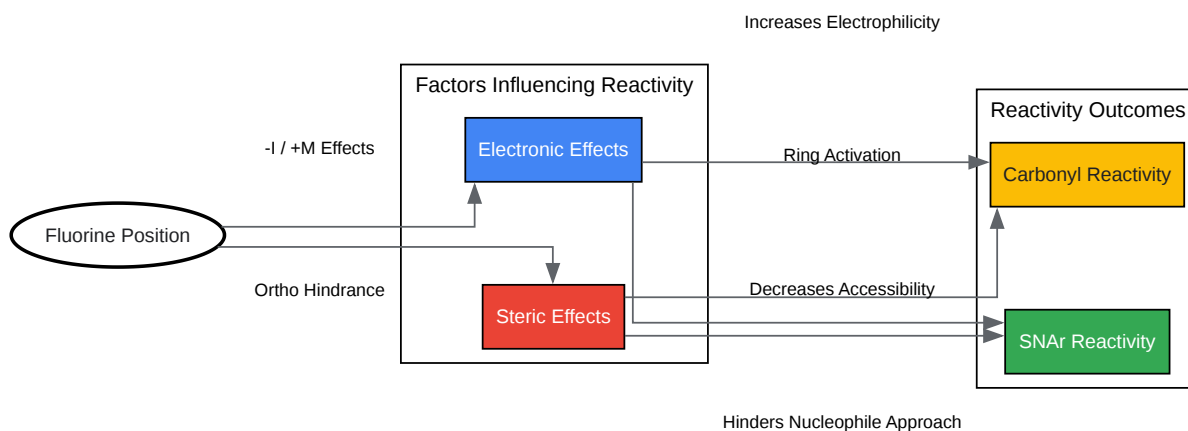 Increases Electrophilicity
Factors Influencing Reactivity
Reactivity Outcomes
-I / +M Effects
Electronic Effects
Ring Activation
Carbonyl Reactivity
Fluorine Position
Ortho Hindrance
Decreases Accessibility
Steric Effects
SNAr Reactivity
Hinders Nucleophile Approach